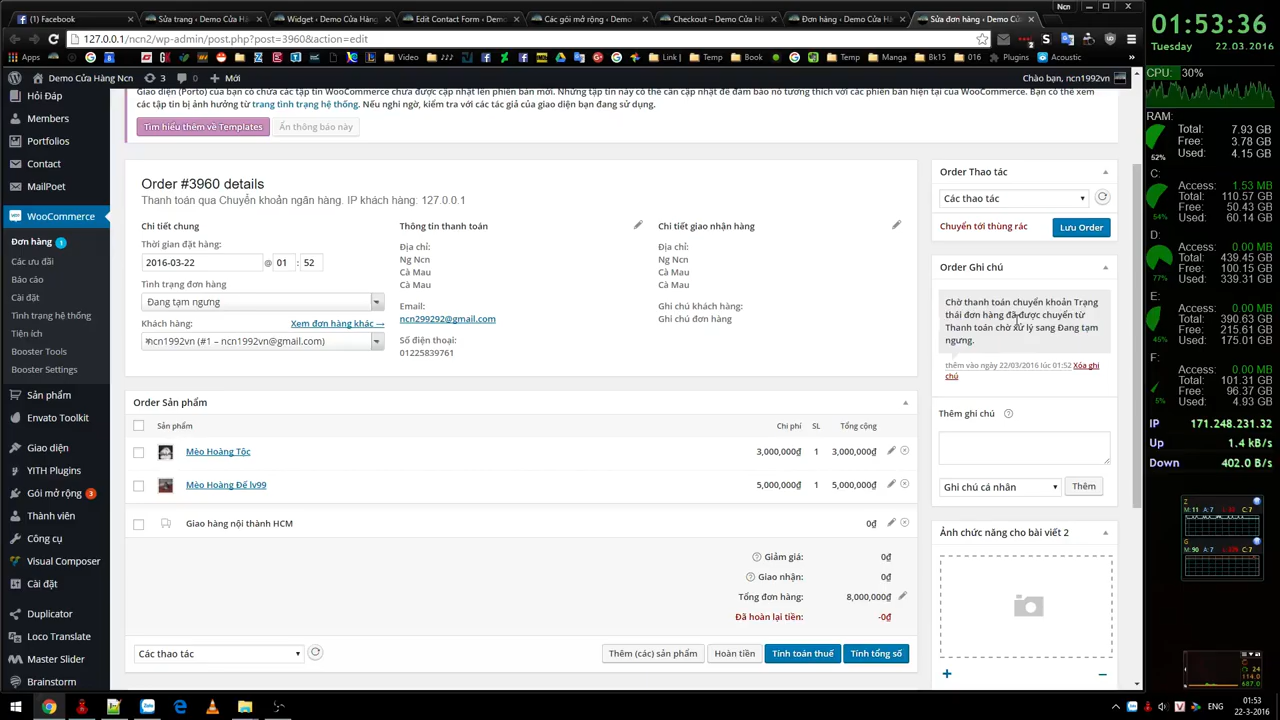 Facebook
Sửa trang ‹ Demo Cửa Hà
Widget ‹ Demo Cửa Hàng
Edit Contact Form ‹ Demo
Các gói mở rộng ‹ Demo
Checkout – Demo Cửa Hà
Đơn hàng ‹ Demo Cửa Hà
Sửa đơn hàng ‹ Demo Cử
Ncn
127.0.0.1/ncn2/wp-admin/post.php?post=3960&action=edit
Apps
Video
zzz
Link |
Temp
Book
Temp
Manga
Bk15
016
Plugins
Acoustic
Demo Cửa Hàng Ncn
3
0
Mới
Chào bạn, ncn1992vn
Hỏi Đáp
Members
Portfolios
Contact
MailPoet
WooCommerce
Đơn hàng 1
Các ưu đãi
Báo cáo
Cài đặt
Tình trạng hệ thống
Tiện ích
Booster Tools
Booster Settings
Sản phẩm
Envato Toolkit
Giao diện
YITH Plugins
Gói mở rộng 3
Thành viên
Công cụ
Visual Composer
Cài đặt
Duplicator
Loco Translate
Master Slider
Brainstorm
Giao diện (Porto) của bạn có chứa các tập tin WooCommerce chưa được cập nhật lên phiên bản mới. Những tập tin này có thể cần cập nhật để đảm bảo nó tương thích với các phiên bản hiện tại của WooCommerce. Bạn có thể xem
các tập tin bị ảnh hưởng từ trang tình trạng hệ thống. Nếu nghi ngờ, kiểm tra với các tác giả của giao diện bạn đang sử dụng.
Tìm hiểu thêm về Templates
Ẩn thông báo này
Order #3960 details
Thanh toán qua Chuyển khoản ngân hàng. IP khách hàng: 127.0.0.1
Chi tiết chung
Thời gian đặt hàng:
2016-03-22 @ 01 : 52
Tình trạng đơn hàng
Đang tạm ngưng
Khách hàng:
Xem đơn hàng khác →
ncn1992vn (#1 – ncn1992vn@gmail.com)
Thông tin thanh toán
Địa chỉ:
Ng Ncn
Cà Mau
Cà Mau
Email:
ncn299292@gmail.com
Số điện thoại:
01225839761
Chi tiết giao nhận hàng
Địa chỉ:
Ng Ncn
Cà Mau
Cà Mau
Ghi chú khách hàng:
Ghi chú đơn hàng
Order Sản phẩm
Sản phẩm
Chi phí
SL
Tổng cộng
Mèo Hoàng Tộc
3,000,000₫
1
3,000,000₫
Mèo Hoàng Đế lv99
5,000,000₫
1
5,000,000₫
Giao hàng nội thành HCM
0₫
Giảm giá:
0₫
Giao nhận:
0₫
Tổng đơn hàng:
8,000,000₫
Đã hoàn lại tiền:
-0₫
Các thao tác
Thêm (các) sản phẩm
Hoàn tiền
Tính toán thuế
Tính tổng số
Order Thao tác
Các thao tác
Chuyển tới thùng rác
Lưu Order
Order Ghi chú
Chờ thanh toán chuyển khoản Trạng
thái đơn hàng đã được chuyển từ
Thanh toán chờ xử lý sang Đang tạm
ngưng.
thêm vào ngày 22/03/2016 lúc 01:52 Xóa ghi
chú
Thêm ghi chú
Ghi chú cá nhân
Thêm
Ảnh chức năng cho bài viết 2
01:53:36
Tuesday
22.03.2016
CPU: 30%
RAM:
52%
Total: 7.93 GB
Free: 3.78 GB
Used: 4.15 GB
C:
54%
Access: 1.53 MB
Total: 110.57 GB
Free: 50.43 GB
Used: 60.14 GB
D:
77%
Access: 0.00 MB
Total: 439.45 GB
Free: 100.15 GB
Used: 339.31 GB
E:
45%
Access: 0.00 MB
Total: 390.63 GB
Free: 215.61 GB
Used: 175.01 GB
F:
5%
Access: 0.00 MB
Total: 101.31 GB
Free: 96.37 GB
Used: 4.93 GB
IP 171.248.231.32
Up 1.4 kB/s
Down 402.0 B/s
ENG
01:53
22-3-2016